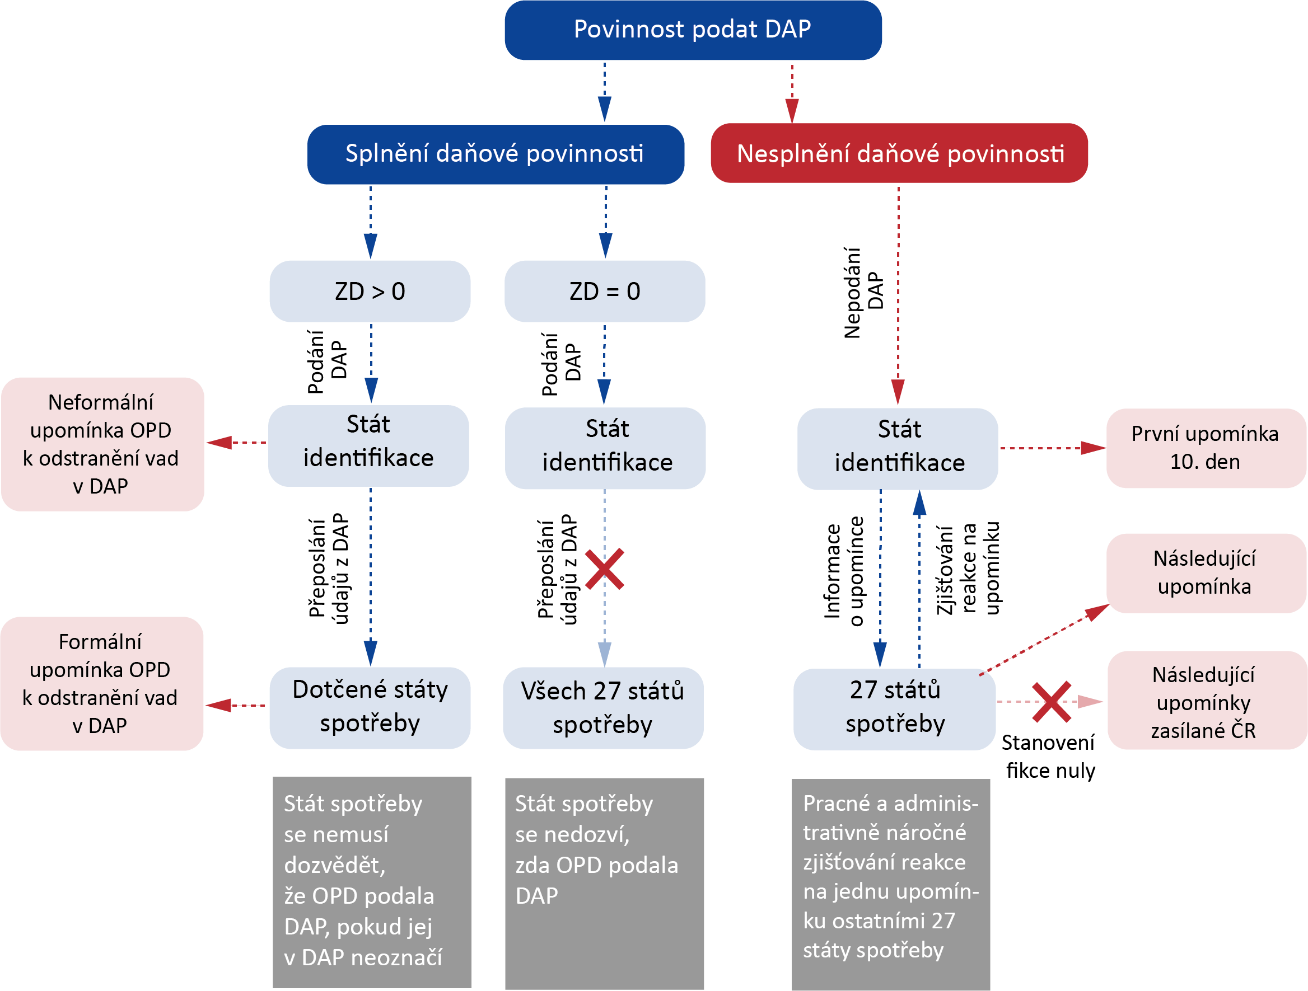 Povinnost podat DAP
Splnění daňové povinnosti
Nesplnění daňové povinnosti
ZD > 0
ZD = 0
Nepodání
DAP
Podání
DAP
Podání
DAP
Neformální
upomínka OPD
k odstranění vad
v DAP
Stát
identifikace
Stát
identifikace
Stát
identifikace
První upomínka
10. den
Přeposlání
údajů z DAP
Přeposlání
údajů z DAP
Informace
o upomínce
Zjišťování
reakce na
upomínku
Následující
upomínka
Formální
upomínka OPD
k odstranění vad
v DAP
Dotčené státy
spotřeby
Všech 27 států
spotřeby
27 států
spotřeby
Následující
upomínky
zasílané ČR
Stanovení
fikce nuly
Stát spotřeby
se nemusí
dozvědět,
že OPD podala
DAP, pokud jej
v DAP neoznačí
Stát spotřeby
se nedozví,
zda OPD podala
DAP
Pracné a adminis-
trativně náročné
zjišťování reakce
na jednu upomín-
ku ostatními 27
státy spotřeby